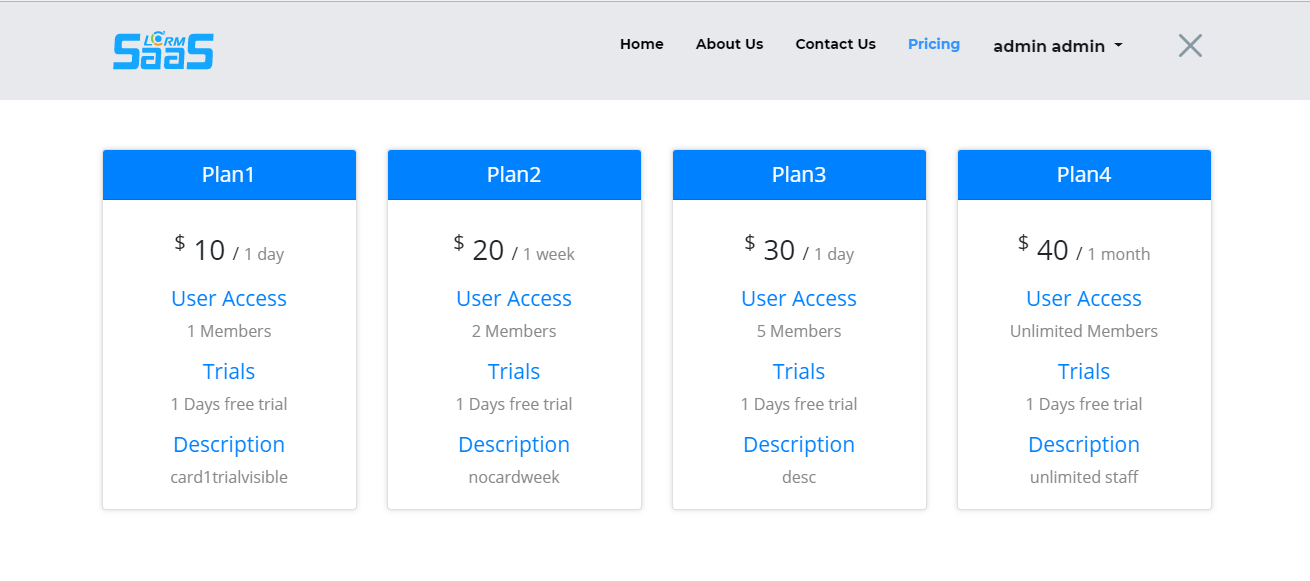 LCRM
SaaS
Home About Us Contact Us Pricing admin admin
Plan1
$ 10 / 1 day
User Access
1 Members
Trials
1 Days free trial
Description
card1trialvisible
Plan2
$ 20 / 1 week
User Access
2 Members
Trials
1 Days free trial
Description
nocardweek
Plan3
$ 30 / 1 day
User Access
5 Members
Trials
1 Days free trial
Description
desc
Plan4
$ 40 / 1 month
User Access
Unlimited Members
Trials
1 Days free trial
Description
unlimited staff